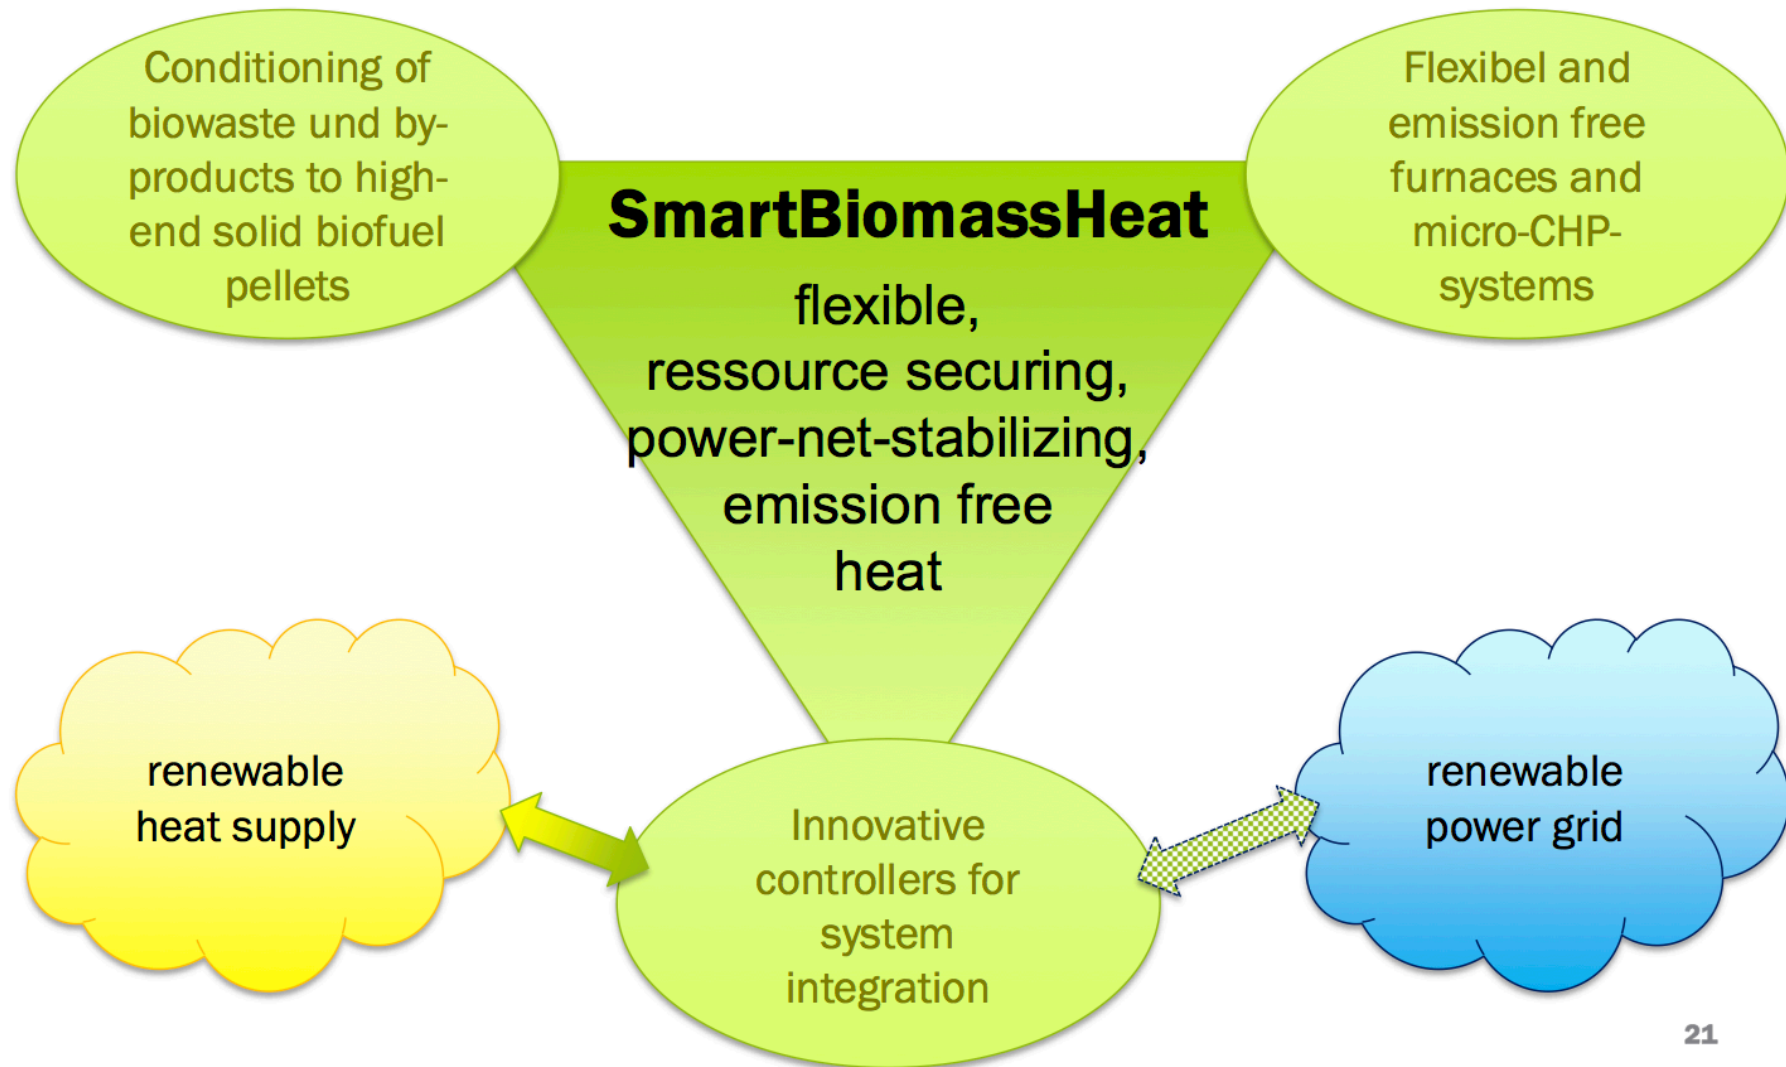 Conditioning of
biowaste und by-
products to high-
end solid biofuel
pellets
Flexibel and
emission free
furnaces and
micro-CHP-
systems
SmartBiomassHeat
flexible,
ressource securing,
power-net-stabilizing,
emission free
heat
renewable
heat supply
Innovative
controllers for
system
integration
renewable
power grid
21